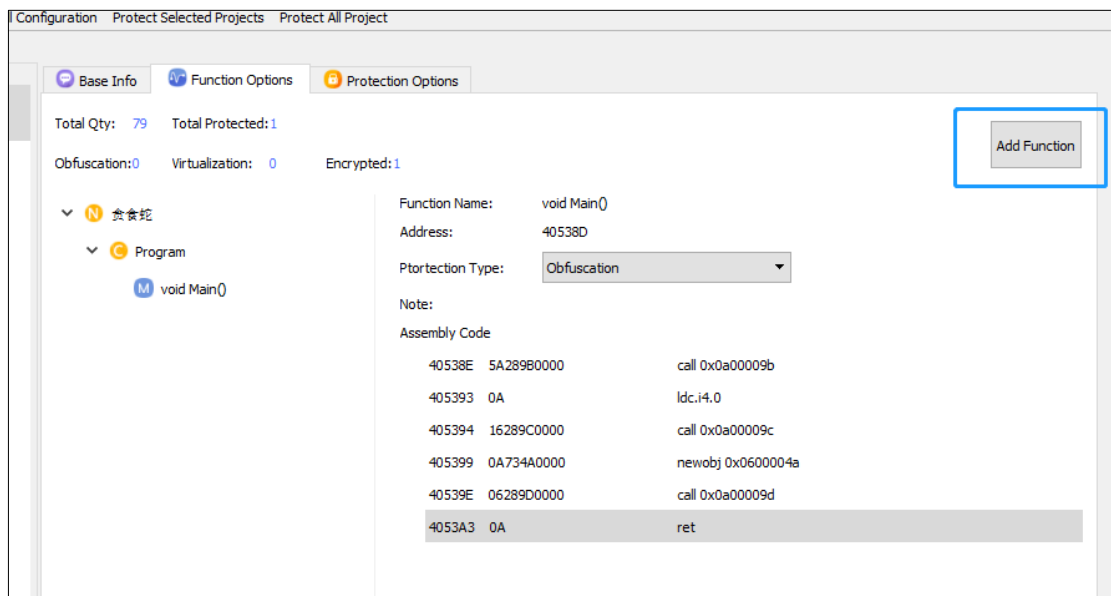 l Configuration Protect Selected Projects Protect All Project
Base Info Function Options Protection Options
Total Qty: 79 Total Protected:1
Add Function
Obfuscation:0 Virtualization: 0 Encrypted:1
N 贪食蛇
C Program
M void Main()
Function Name: void Main()
Address: 40538D
Ptortection Type: Obfuscation
Note:
Assembly Code
40538E 5A289B0000 call 0x0a00009b
405393 0A ldc.i4.0
405394 16289C0000 call 0x0a00009c
405399 0A734A0000 newobj 0x0600004a
40539E 06289D0000 call 0x0a00009d
4053A3 0A ret